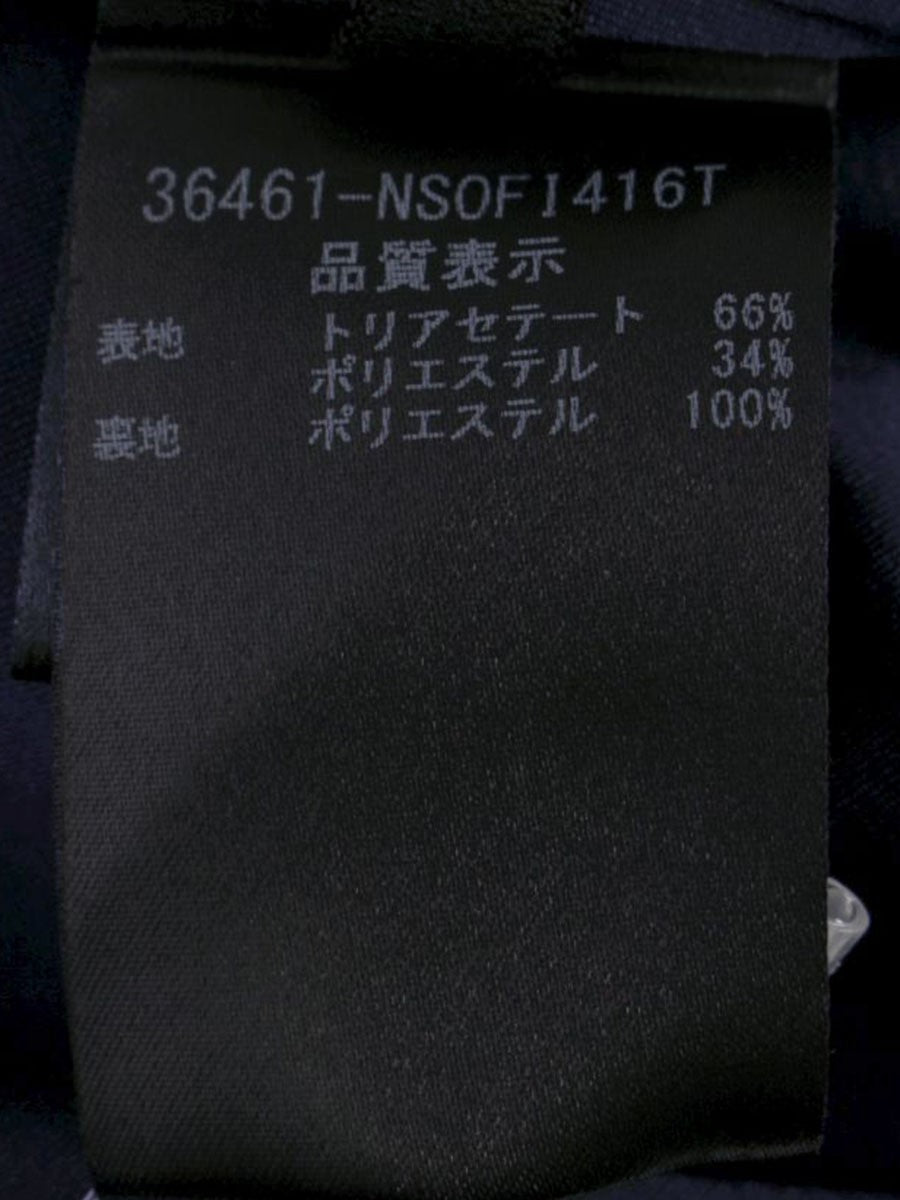 36461-NSOFI416T
品質表示
表地 トリアセテート 66%
ポリエステル 34%
裏地 ポリエステル 100%